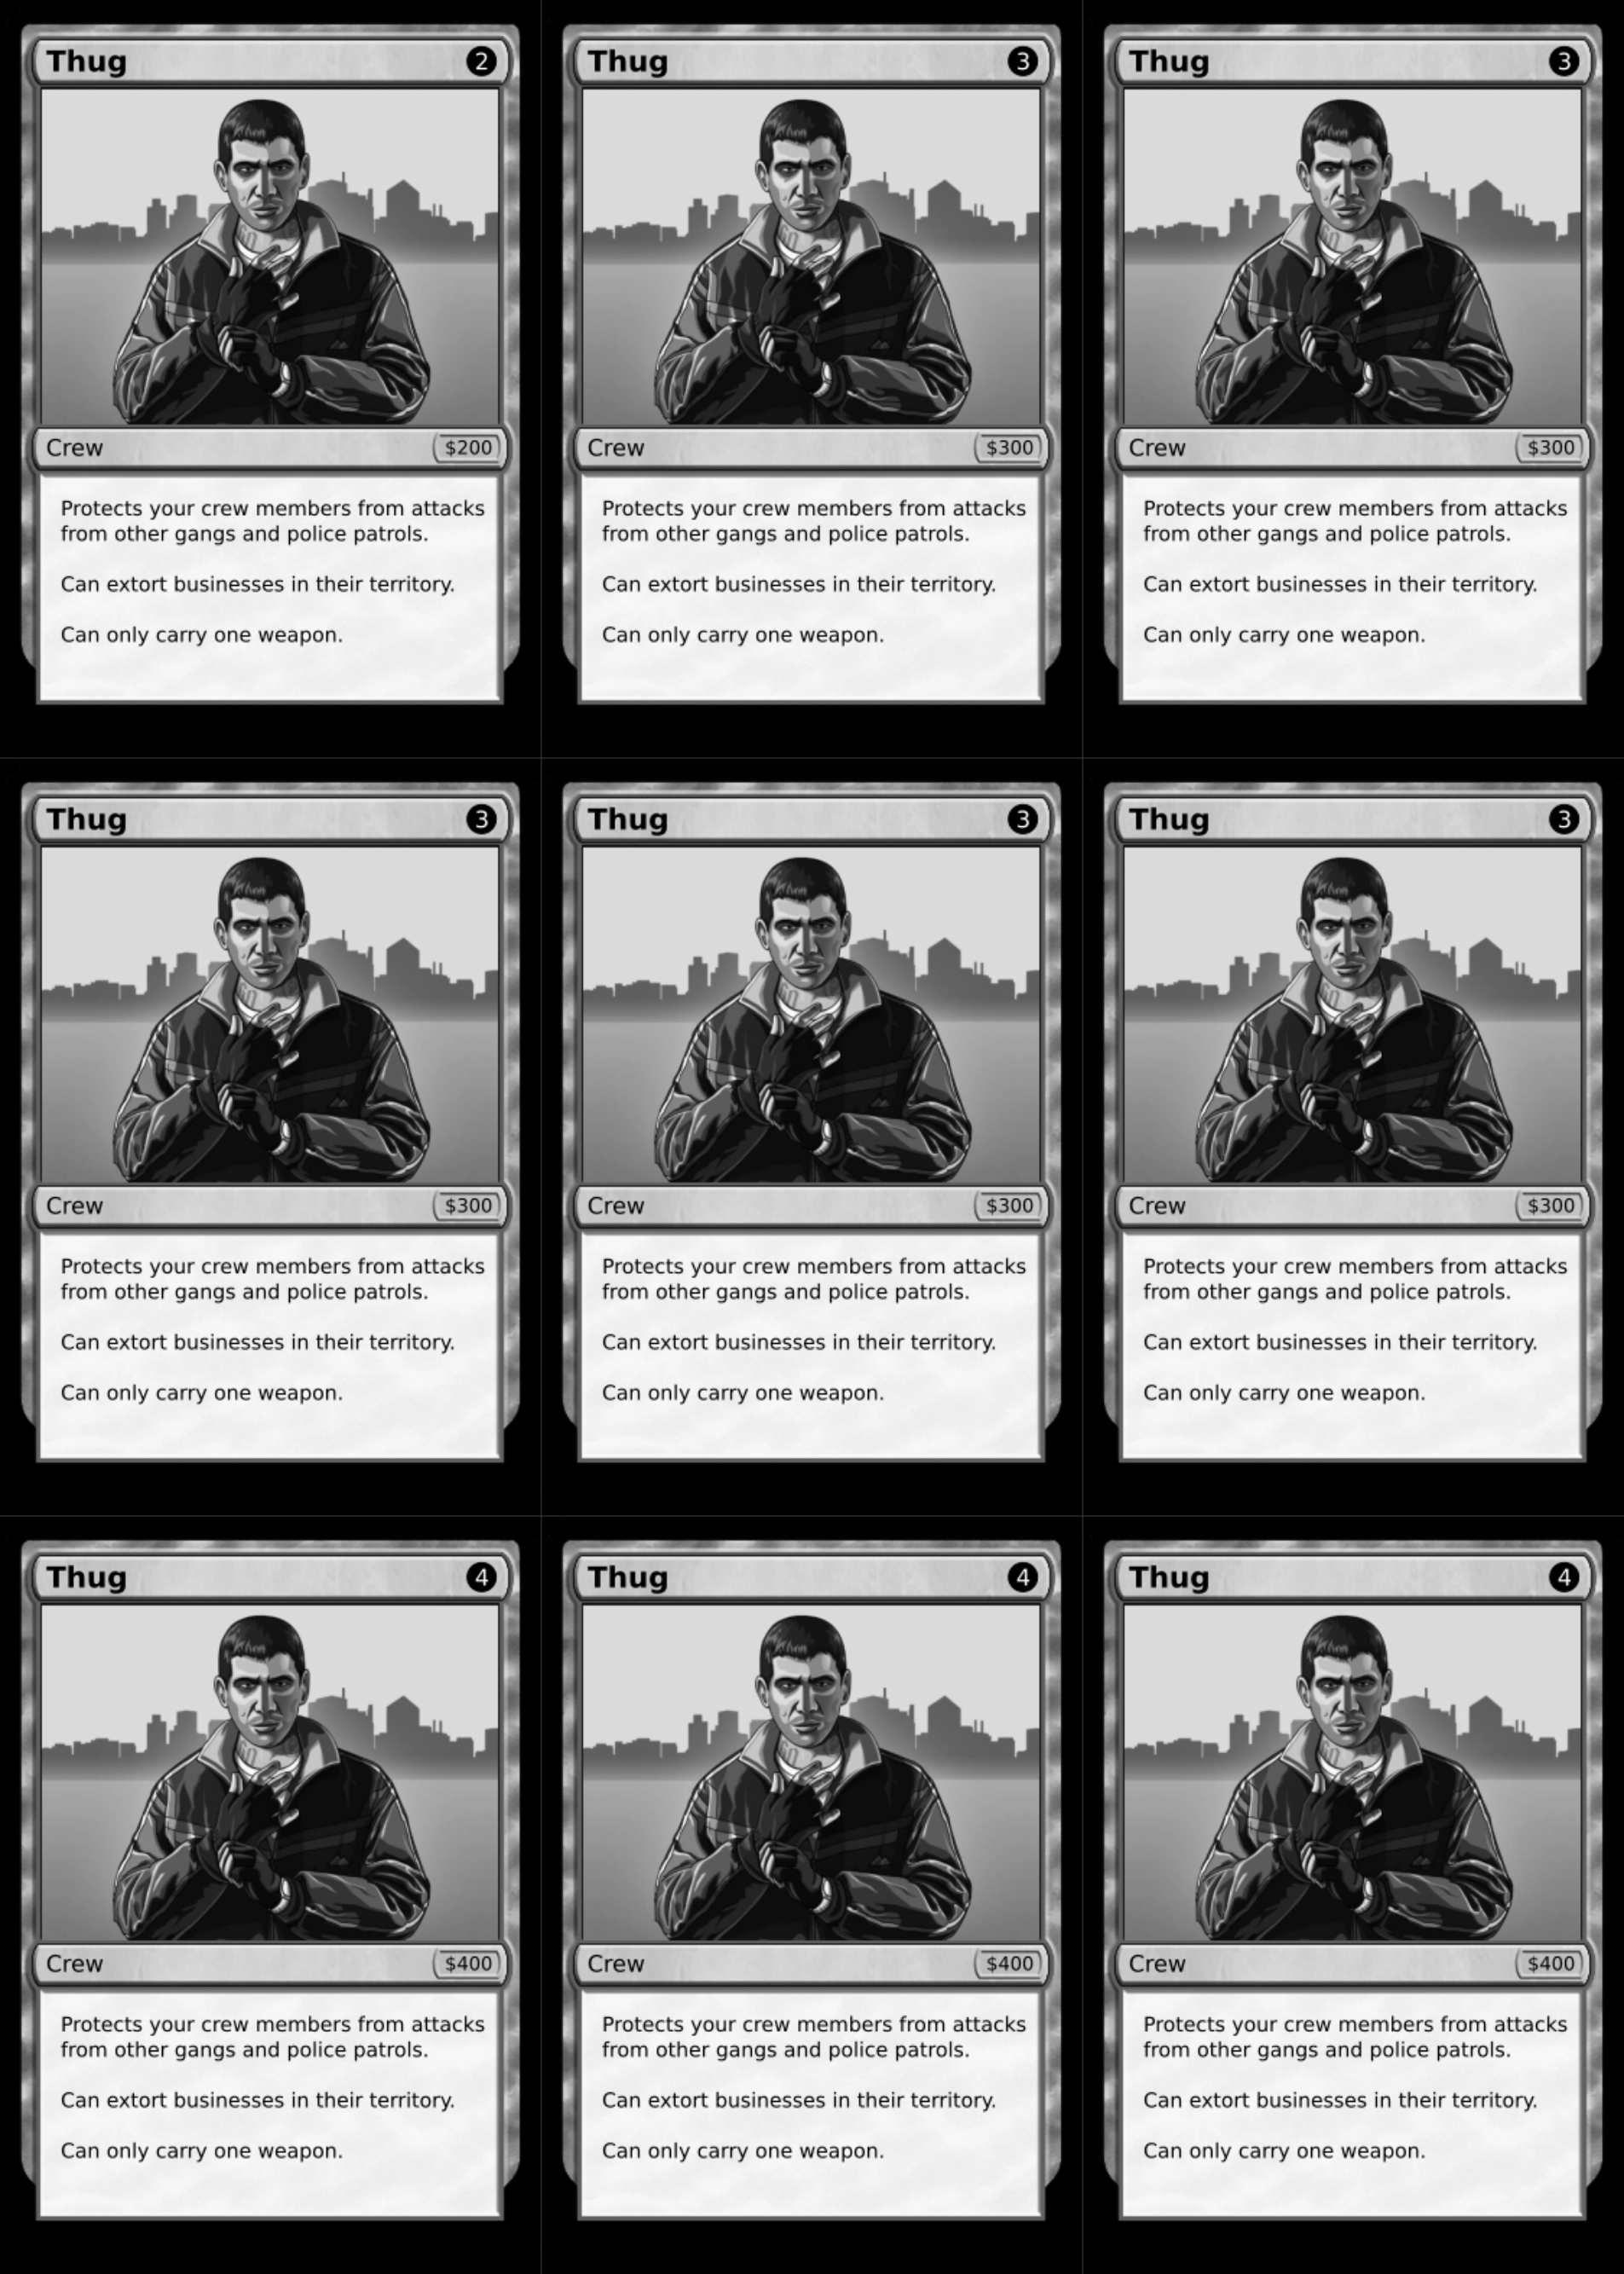 Thug 2
Crew $200
Protects your crew members from attacks
from other gangs and police patrols.
Can extort businesses in their territory.
Can only carry one weapon.
Thug 3
Crew $300
Protects your crew members from attacks
from other gangs and police patrols.
Can extort businesses in their territory.
Can only carry one weapon.
Thug 3
Crew $300
Protects your crew members from attacks
from other gangs and police patrols.
Can extort businesses in their territory.
Can only carry one weapon.
Thug 3
Crew $300
Protects your crew members from attacks
from other gangs and police patrols.
Can extort businesses in their territory.
Can only carry one weapon.
Thug 3
Crew $300
Protects your crew members from attacks
from other gangs and police patrols.
Can extort businesses in their territory.
Can only carry one weapon.
Thug 3
Crew $300
Protects your crew members from attacks
from other gangs and police patrols.
Can extort businesses in their territory.
Can only carry one weapon.
Thug 4
Crew $400
Protects your crew members from attacks
from other gangs and police patrols.
Can extort businesses in their territory.
Can only carry one weapon.
Thug 4
Crew $400
Protects your crew members from attacks
from other gangs and police patrols.
Can extort businesses in their territory.
Can only carry one weapon.
Thug 4
Crew $400
Protects your crew members from attacks
from other gangs and police patrols.
Can extort businesses in their territory.
Can only carry one weapon.